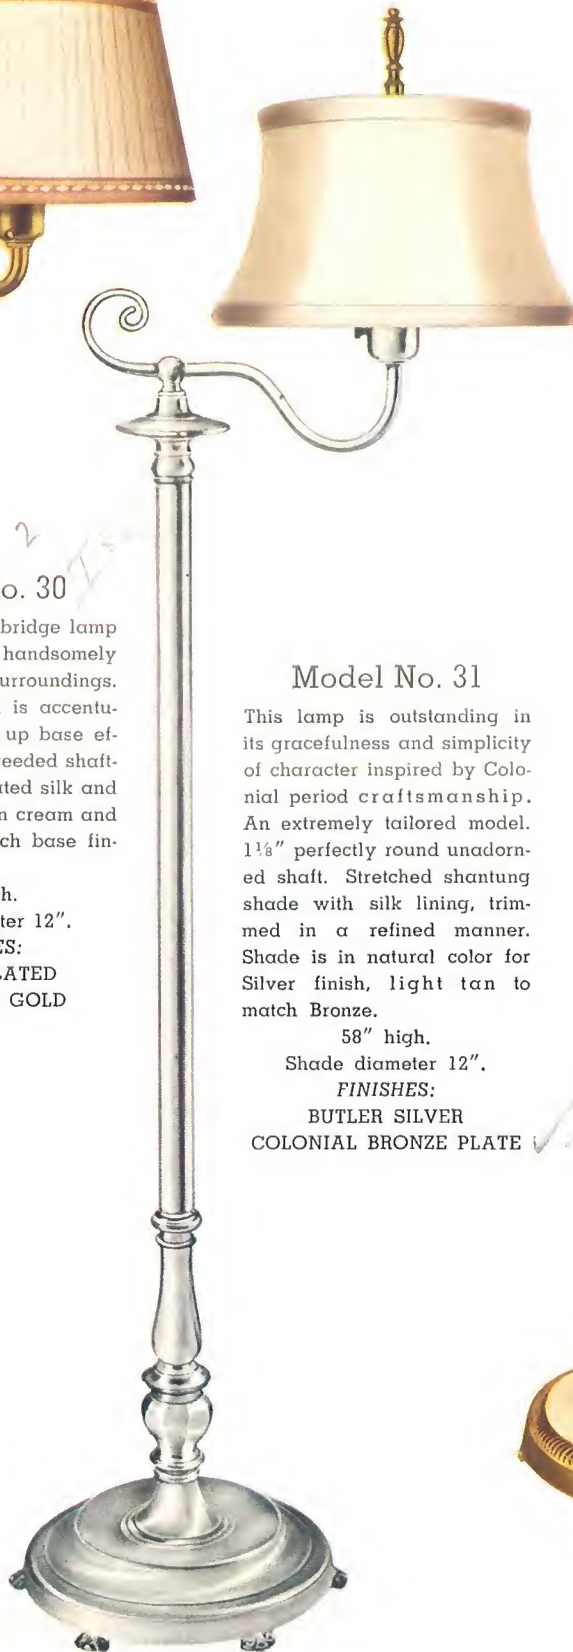 2
o. 30
bridge lamp
handsomely
urroundings.
is accentu-
up base ef-
eeded shaft-
ted silk and
n cream and
ch base fin-
h.
ter 12".
ES:
LATED
GOLD
Model No. 31
This lamp is outstanding in
its gracefulness and simplicity
of character inspired by Colo-
nial period craftsmanship.
An extremely tailored model.
1⅛" perfectly round unadorn-
ed shaft. Stretched shantung
shade with silk lining, trim-
med in a refined manner.
Shade is in natural color for
Silver finish, light tan to
match Bronze.
58" high.
Shade diameter 12".
FINISHES:
BUTLER SILVER
COLONIAL BRONZE PLATE